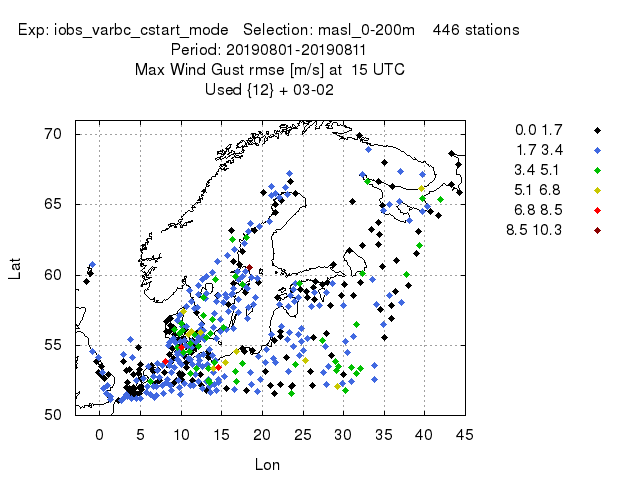 Exp: iobs_varbc_cstart_mode   Selection: masl_0-200m    446 stations
Period: 20190801-20190811
Max Wind Gust rmse [m/s] at  15 UTC
Used {12} + 03-02
0.0 1.7
1.7 3.4
3.4 5.1
5.1 6.8
6.8 8.5
8.5 10.3
Lat
70
65
60
55
50
0 5 10 15 20 25 30 35 40 45
Lon